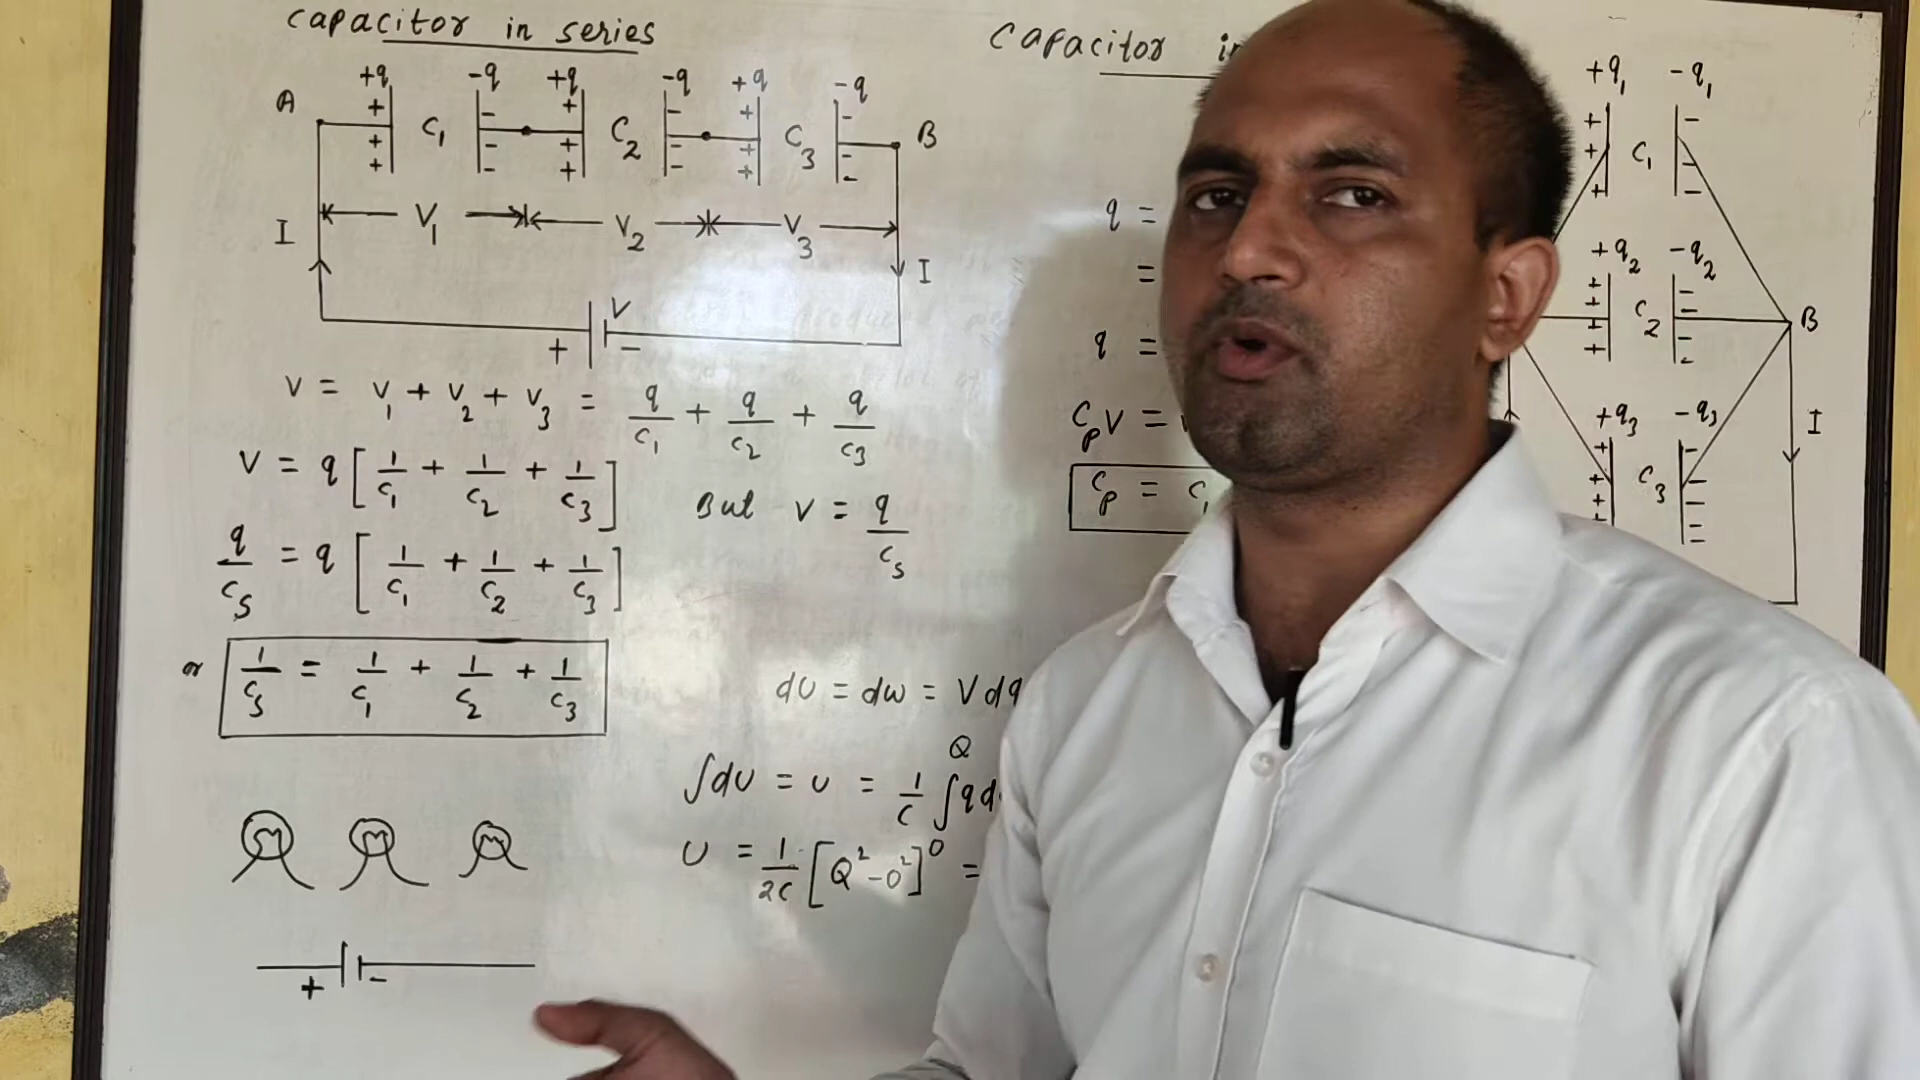 capacitor in series
+q -q +q -q +q -q
A C₁ C₂ C₃ B
+ - + - + -
+ - + - + -
+ - + - + -
I V₁ V₂ V₃ I
V
+ -
V = V₁ + V₂ + V₃ = q/C₁ + q/C₂ + q/C₃
V = q [1/C₁ + 1/C₂ + 1/C₃]
But V = q/Cs
q/Cs = q [1/C₁ + 1/C₂ + 1/C₃]
or 1/Cs = 1/C₁ + 1/C₂ + 1/C₃
+ -
dU = dw = Vdq
∫dU = U = 1/C ∫ Q q d
U = 1/2C [Q² - 0²]⁰ =
Capacitor in
+q₁ -q₁
+ -
+ C₁ -
+ -
q =
+q₂ -q₂
=
+ -
+ C₂ -
+ -
+ -
B
q =
+q₃ -q₃
CpV =
I
+ -
+ C₃ -
+ -
+ -
-
Cp = C₁